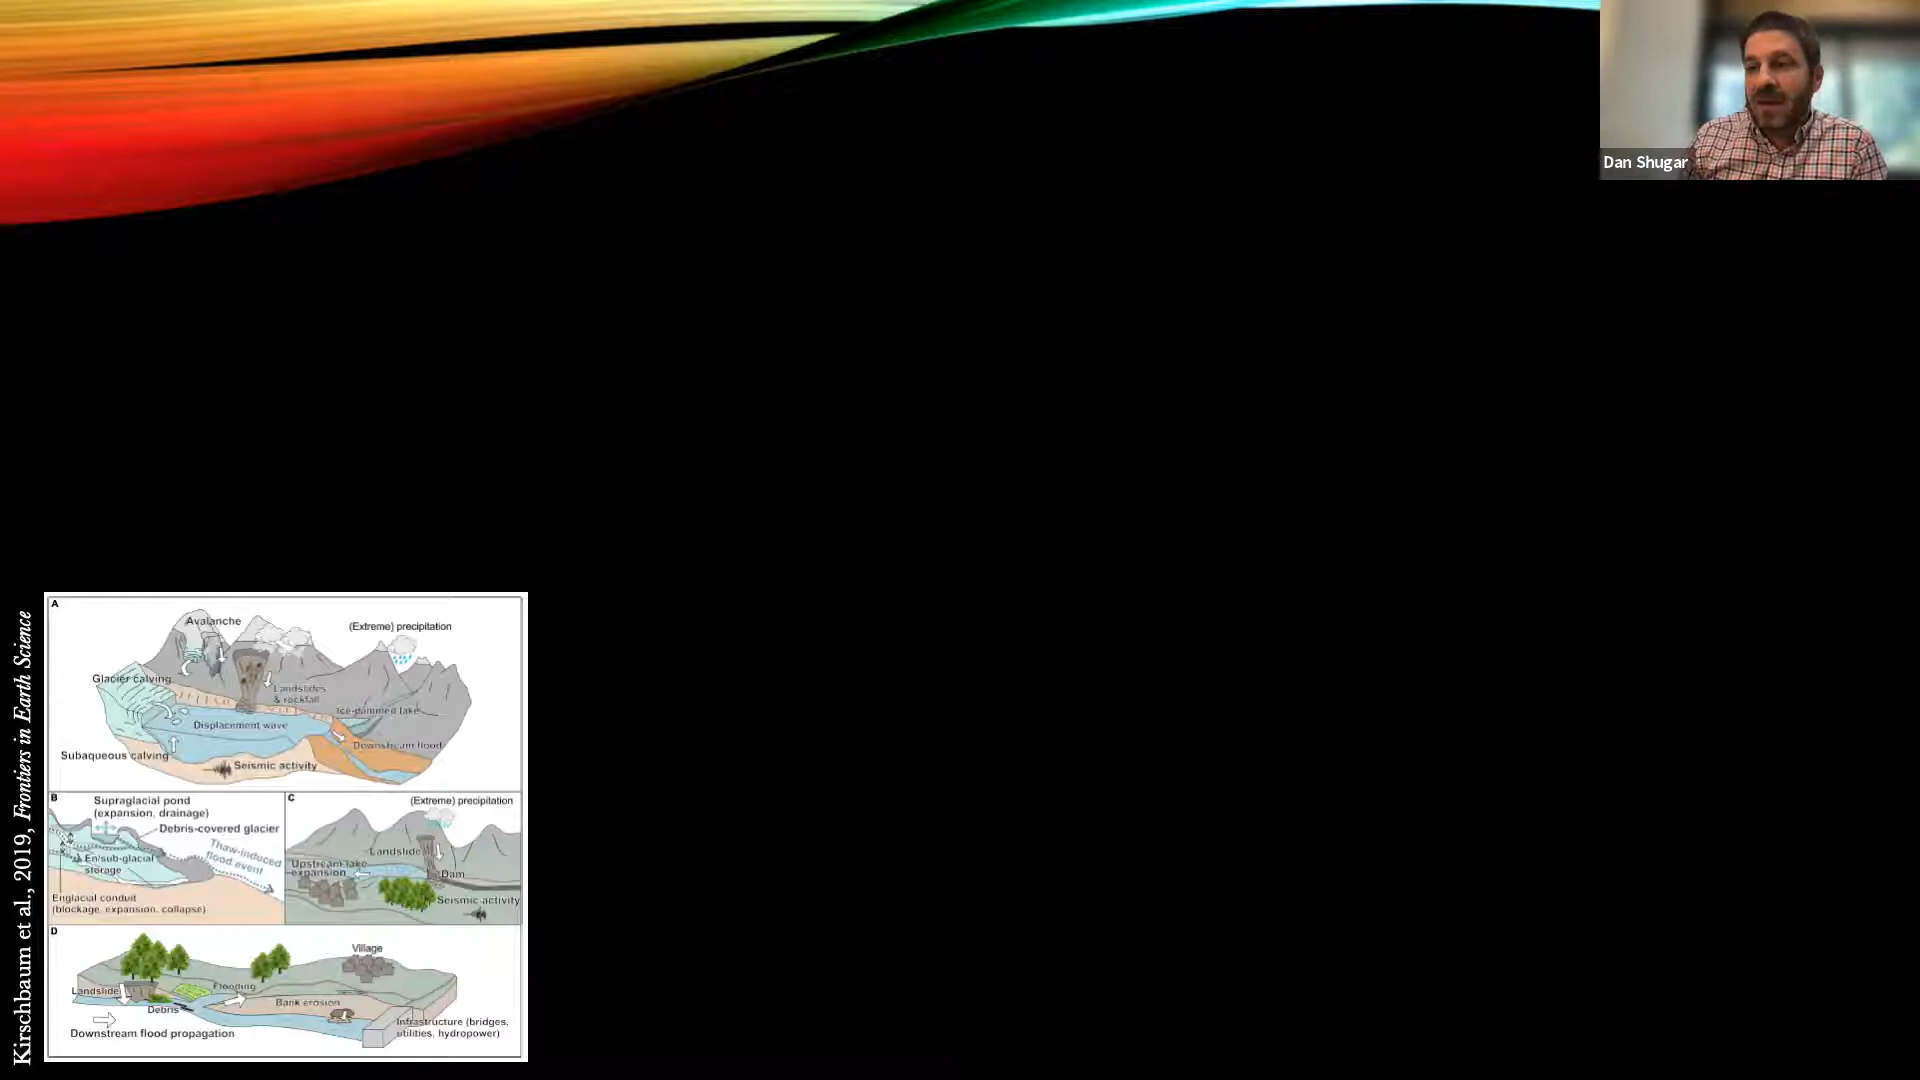 Dan Shugar
Kirschbaum et al., 2019, Frontiers in Earth Science
A
Avalanche
(Extreme) precipitation
Glacier calving
Landslides
& rockfall
Ice-dammed lake
Displacement wave
Downstream flood
Subaqueous calving
Seismic activity
B
Supraglacial pond
(expansion, drainage)
Debris-covered glacier
Thaw-induced
flood event
En/sub-glacial
storage
Englacial conduit
(blockage, expansion, collapse)
C
(Extreme) precipitation
Landslide
Upstream lake
expansion
Dam
Seismic activity
D
Village
Landslide
Flooding
Debris
Bank erosion
Downstream flood propagation
Infrastructure (bridges,
utilities, hydropower)